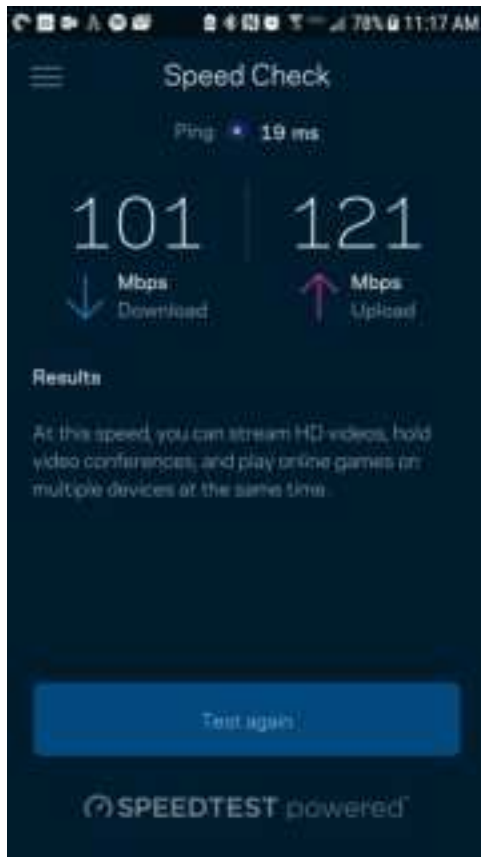 78% 11:17 AM
Speed Check
Ping 19 ms
101 121
Mbps Mbps
Download Upload
Results
At this speed, you can stream HD videos, hold
video conferences, and play online games on
multiple devices at the same time.
Test again
SPEEDTEST powered™